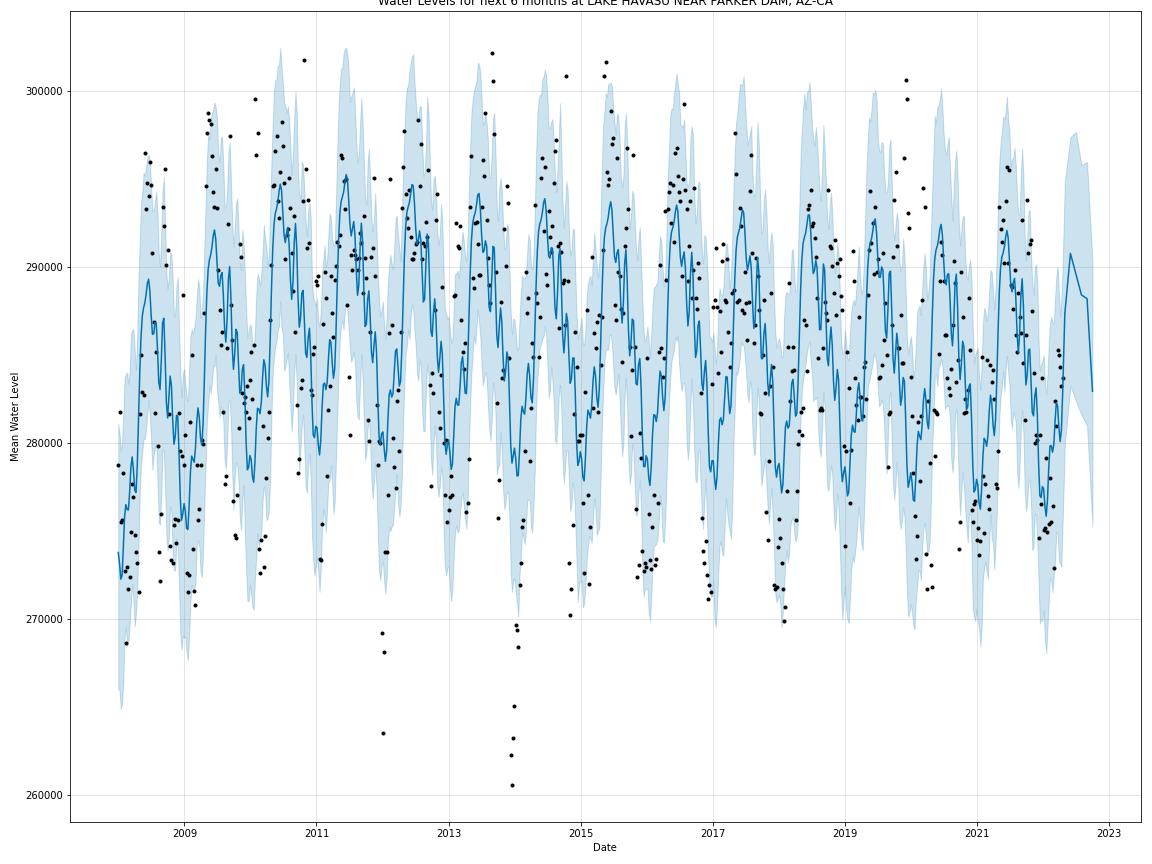 Water Levels for next 6 months at LAKE HAVASU NEAR PARKER DAM, AZ-CA
300000
290000
280000
270000
260000
Mean Water Level
2009 2011 2013 2015 2017 2019 2021 2023
Date